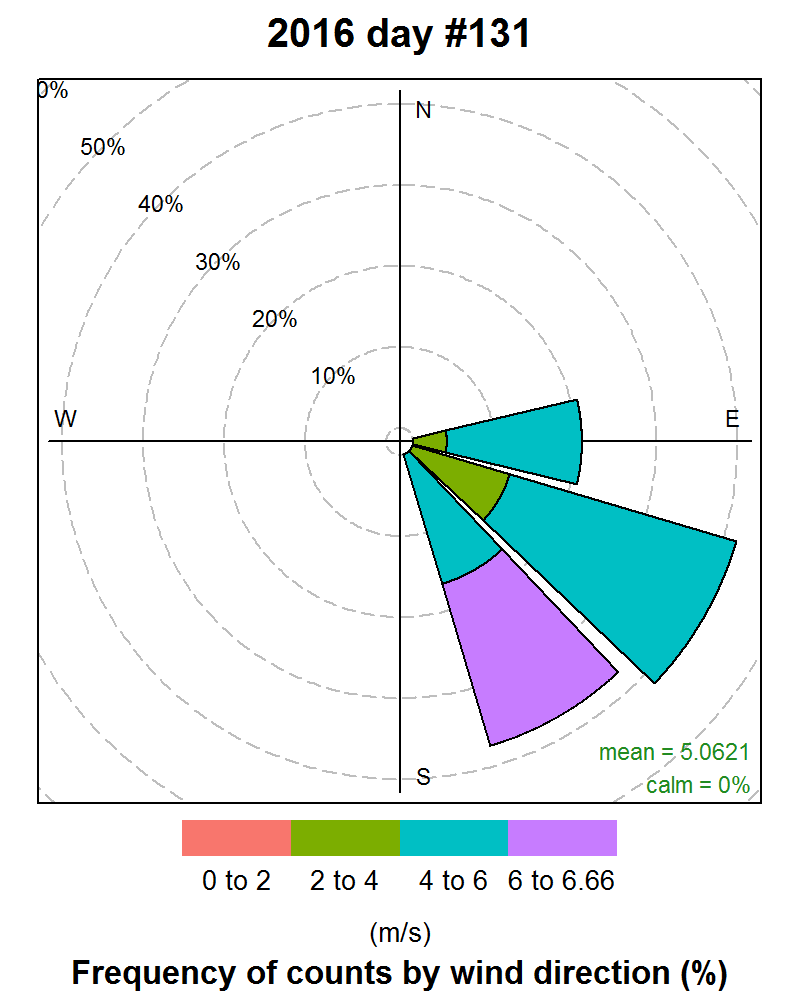 2016 day #131
0%
N
50%
40%
30%
20%
10%
W
E
mean = 5.0621
S
calm = 0%
0 to 2 2 to 4 4 to 6 6 to 6.66
(m/s)
Frequency of counts by wind direction (%)